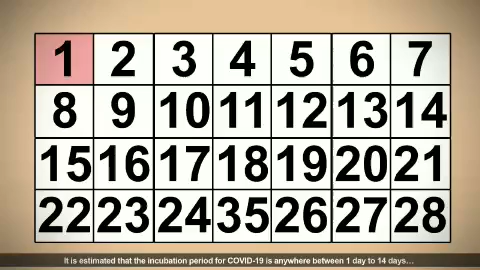 1 2 3 4 5 6 7
8 9 10 11 12 13 14
15 16 17 18 19 20 21
22 23 24 35 26 27 28
It is estimated that the incubation period for COVID-19 is anywhere between 1 day to 14 days...